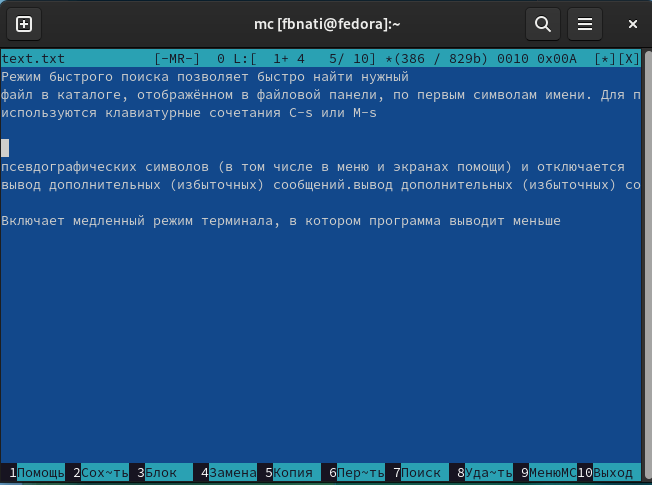 mc [fbnati@fedora]:~
text.txt [-MR-] 0 L:[ 1+ 4 5/ 10] *(386 / 829b) 0010 0x00A [*][X]
Режим быстрого поиска позволяет быстро найти нужный
файл в каталоге, отображённом в файловой панели, по первым символам имени. Для п
используются клавиатурные сочетания C-s или M-s
псевдографических символов (в том числе в меню и экранах помощи) и отключается
вывод дополнительных (избыточных) сообщений.вывод дополнительных (избыточных) со
Включает медленный режим терминала, в котором программа выводит меньше
1Помощь 2Сох~ть 3Блок 4Замена 5Копия 6Пер~ть 7Поиск 8Уда~ть 9МенюMC 10Выход